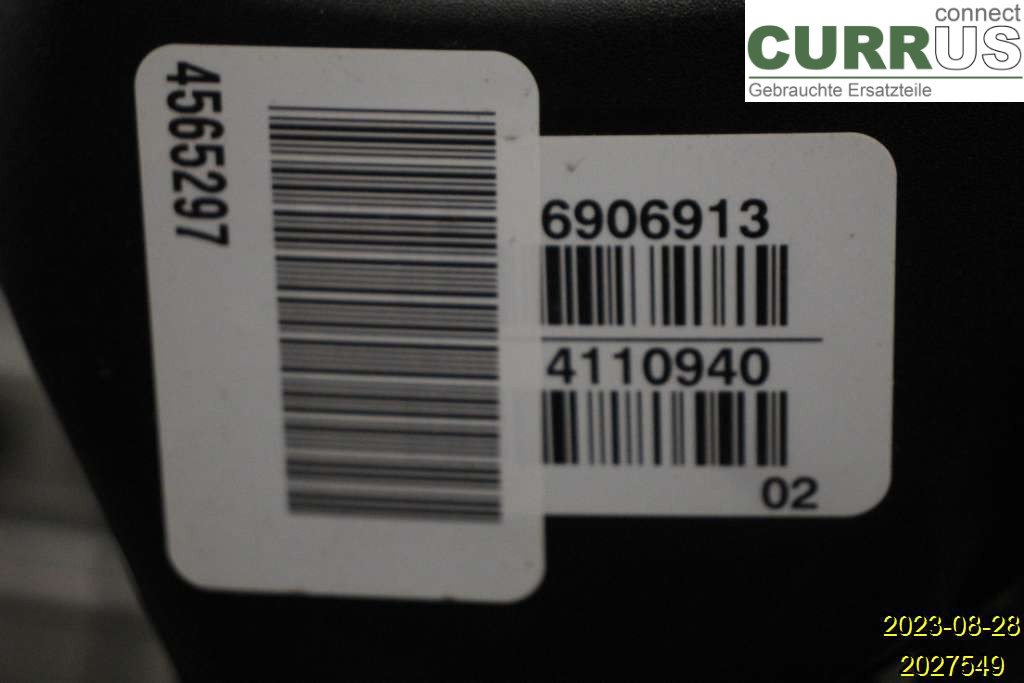 connect
CURRUS
Gebrauchte Ersatzteile
4565297
6906913
4110940
02
2023-08-28
2027549